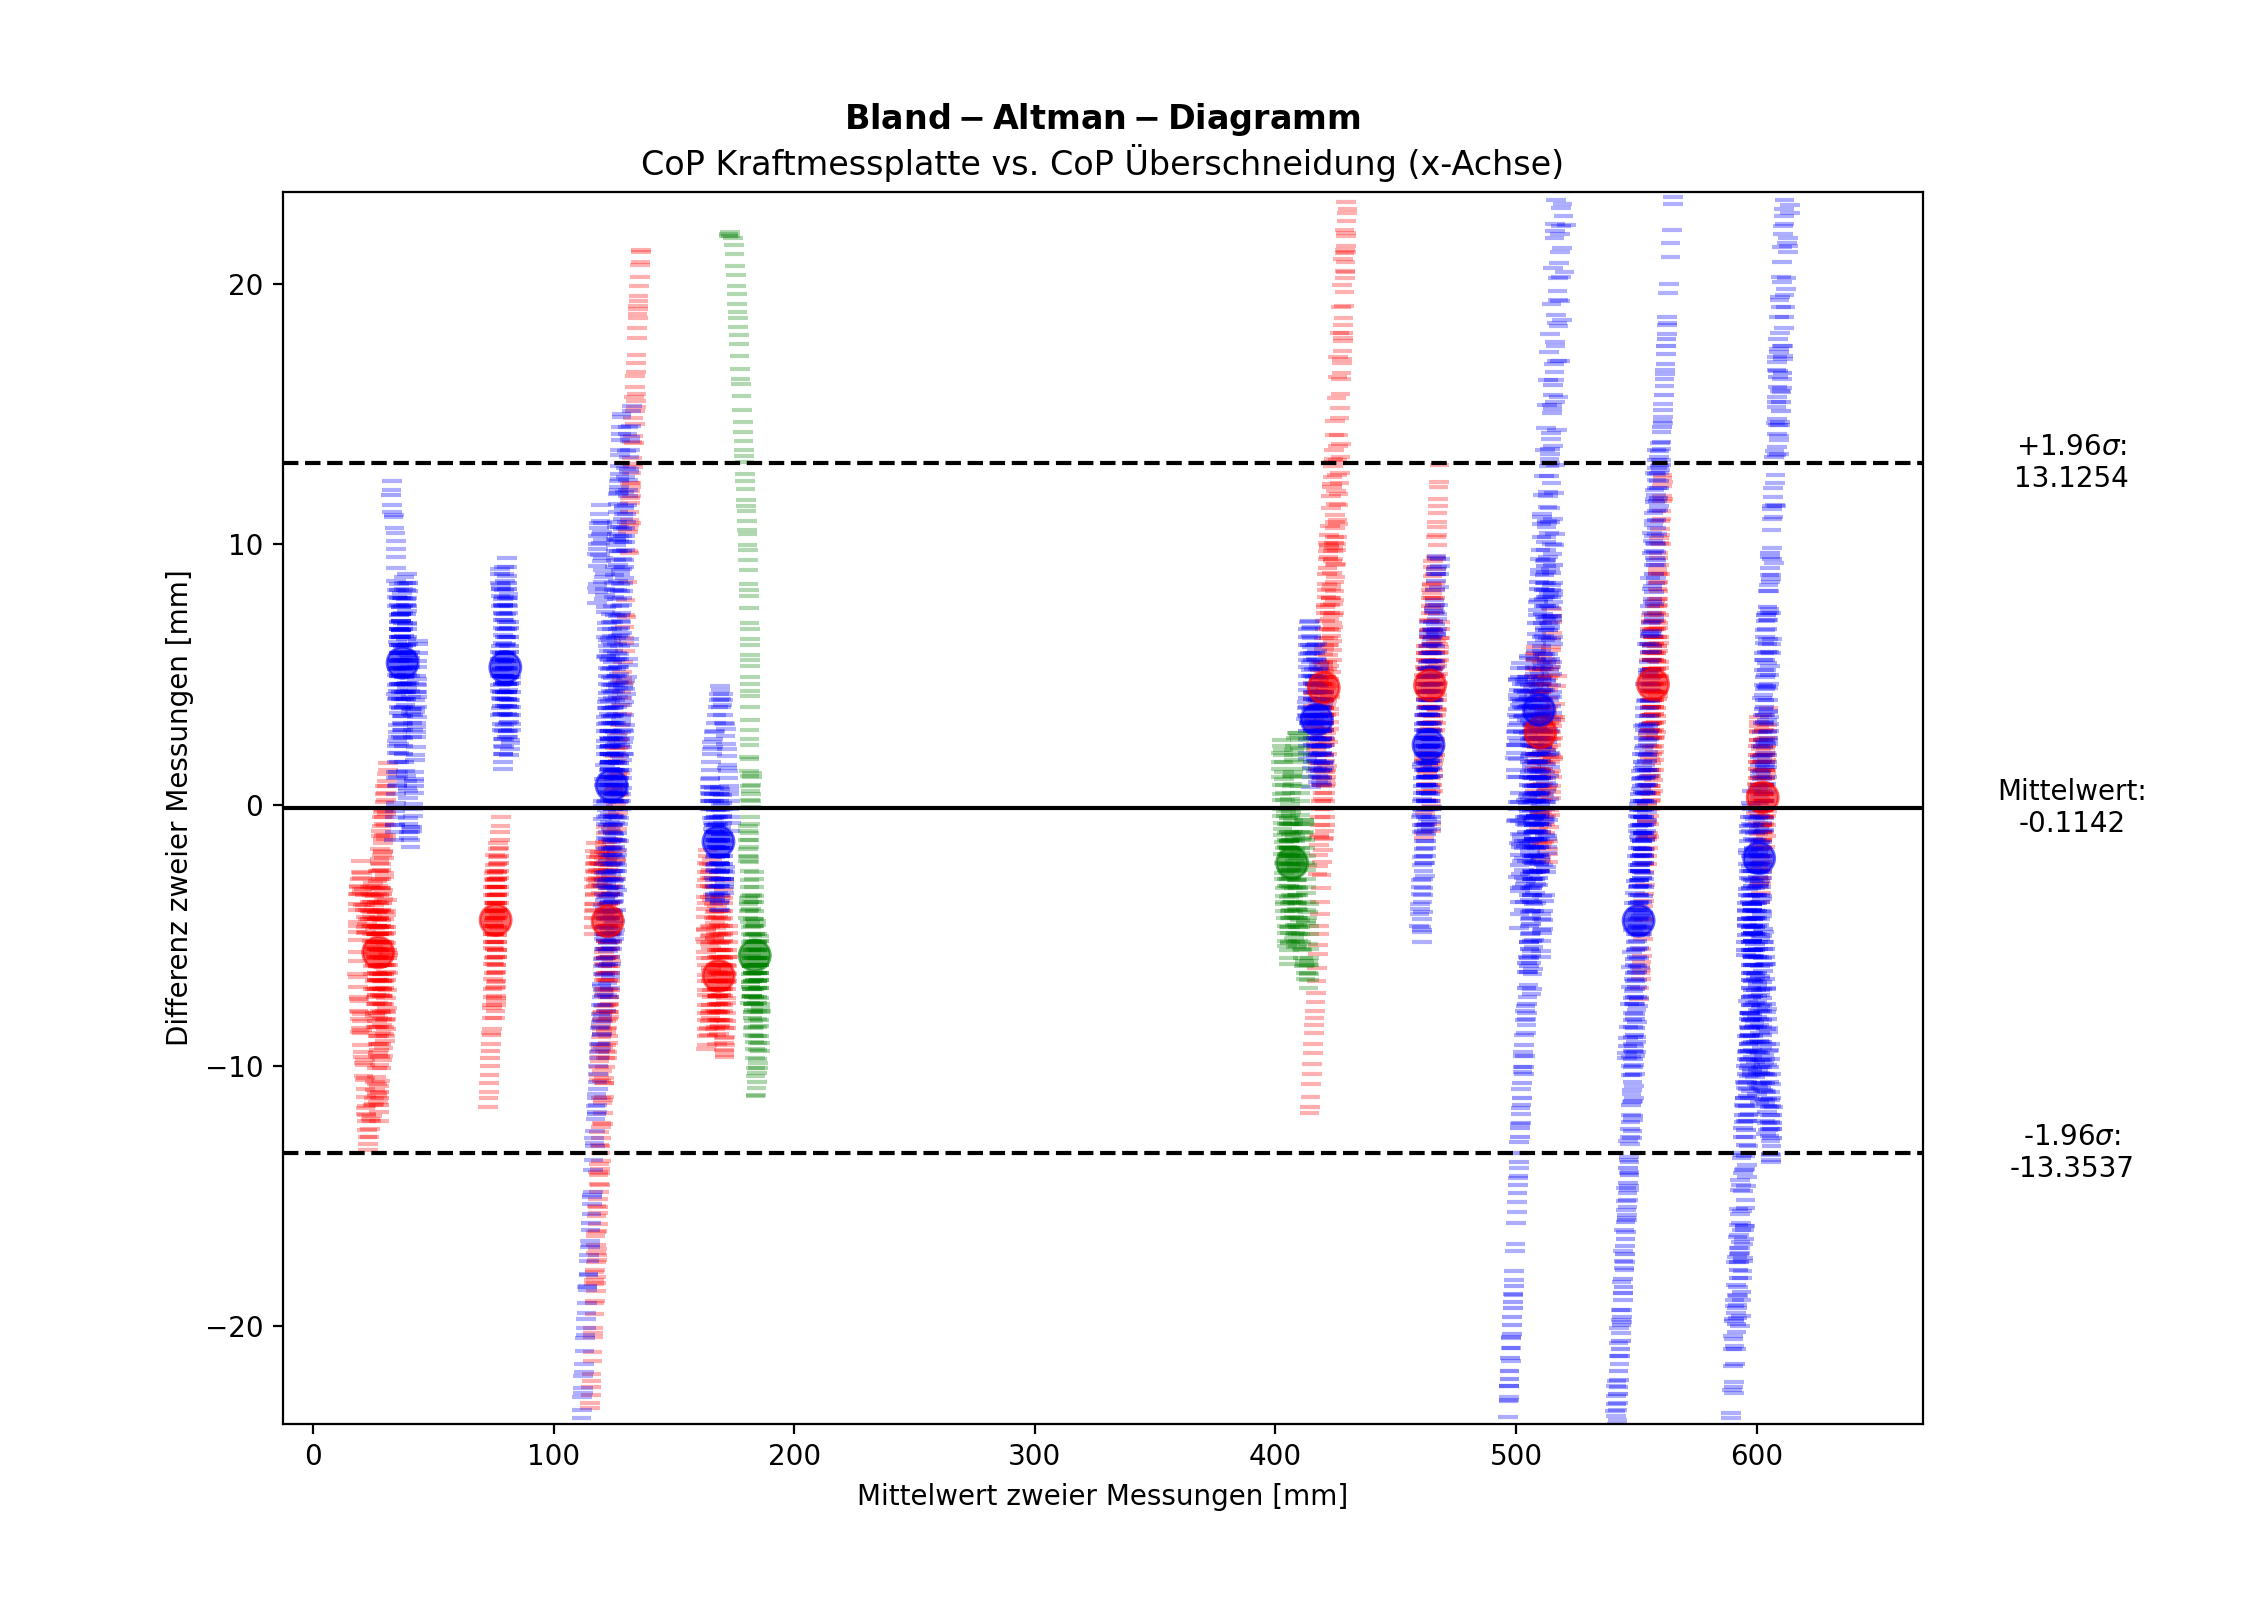 Bland – Altman – Diagramm
CoP Kraftmessplatte vs. CoP Überschneidung (x-Achse)
Differenz zweier Messungen [mm]
20
10
0
−10
−20
0
100
200
300
400
500
600
Mittelwert zweier Messungen [mm]
+1.96σ:
13.1254
Mittelwert:
-0.1142
-1.96σ:
-13.3537